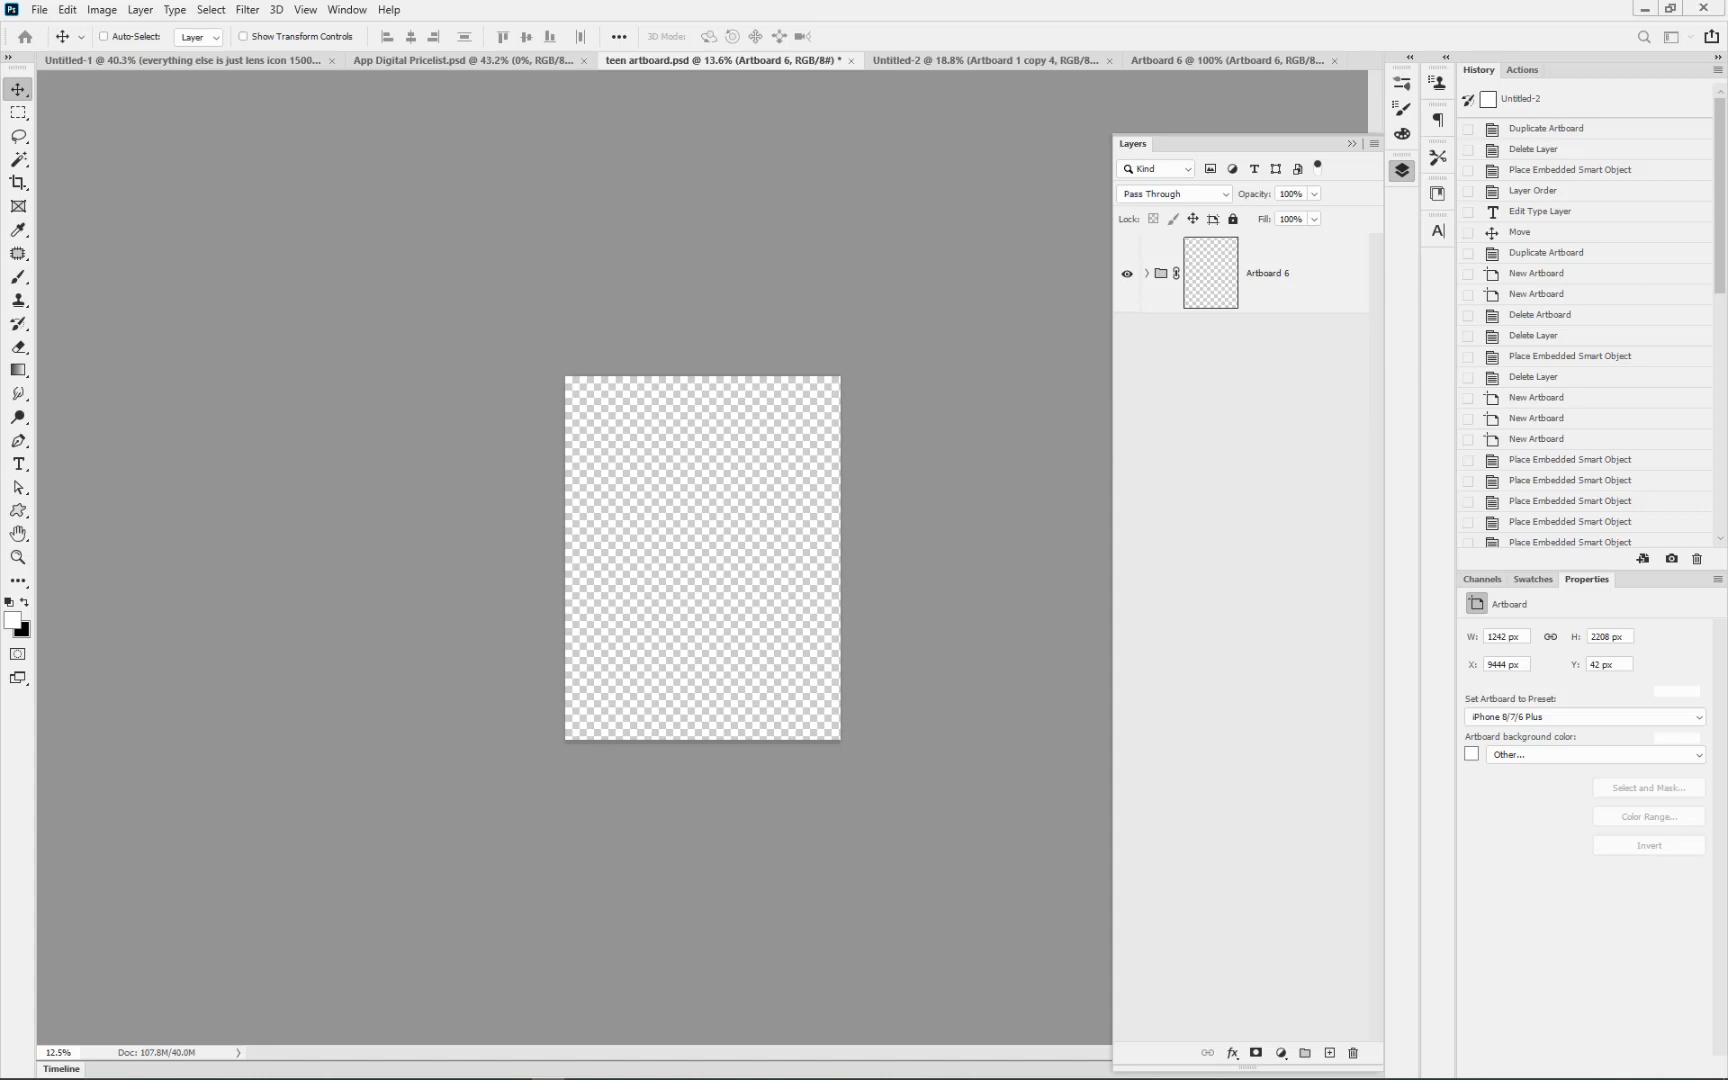 Ps File Edit Image Layer Type Select Filter 3D View Window Help
Auto-Select: Layer Show Transform Controls 3D Mode:
Untitled-1 @ 40.3% (everything else is just lens icon 1500... × App Digital Pricelist.psd @ 43.2% (0%, RGB/8... × teen artboard.psd @ 13.6% (Artboard 6, RGB/8#) * × Untitled-2 @ 18.8% (Artboard 1 copy 4, RGB/8... × Artboard 6 @ 100% (Artboard 6, RGB/8... ×
History Actions
Untitled-2
Duplicate Artboard
Delete Layer
Place Embedded Smart Object
Layer Order
Edit Type Layer
Move
Duplicate Artboard
New Artboard
New Artboard
Delete Artboard
Delete Layer
Place Embedded Smart Object
Delete Layer
New Artboard
New Artboard
New Artboard
Place Embedded Smart Object
Place Embedded Smart Object
Place Embedded Smart Object
Place Embedded Smart Object
Place Embedded Smart Object
Layers
Kind
Pass Through Opacity: 100%
Lock: Fill: 100%
Artboard 6
fx
Channels Swatches Properties
Artboard
W: 1242 px H: 2208 px
X: 9444 px Y: 42 px
Set Artboard to Preset:
iPhone 8/7/6 Plus
Artboard background color:
Other...
Select and Mask...
Color Range...
Invert
12.5% Doc: 107.8M/40.0M
Timeline